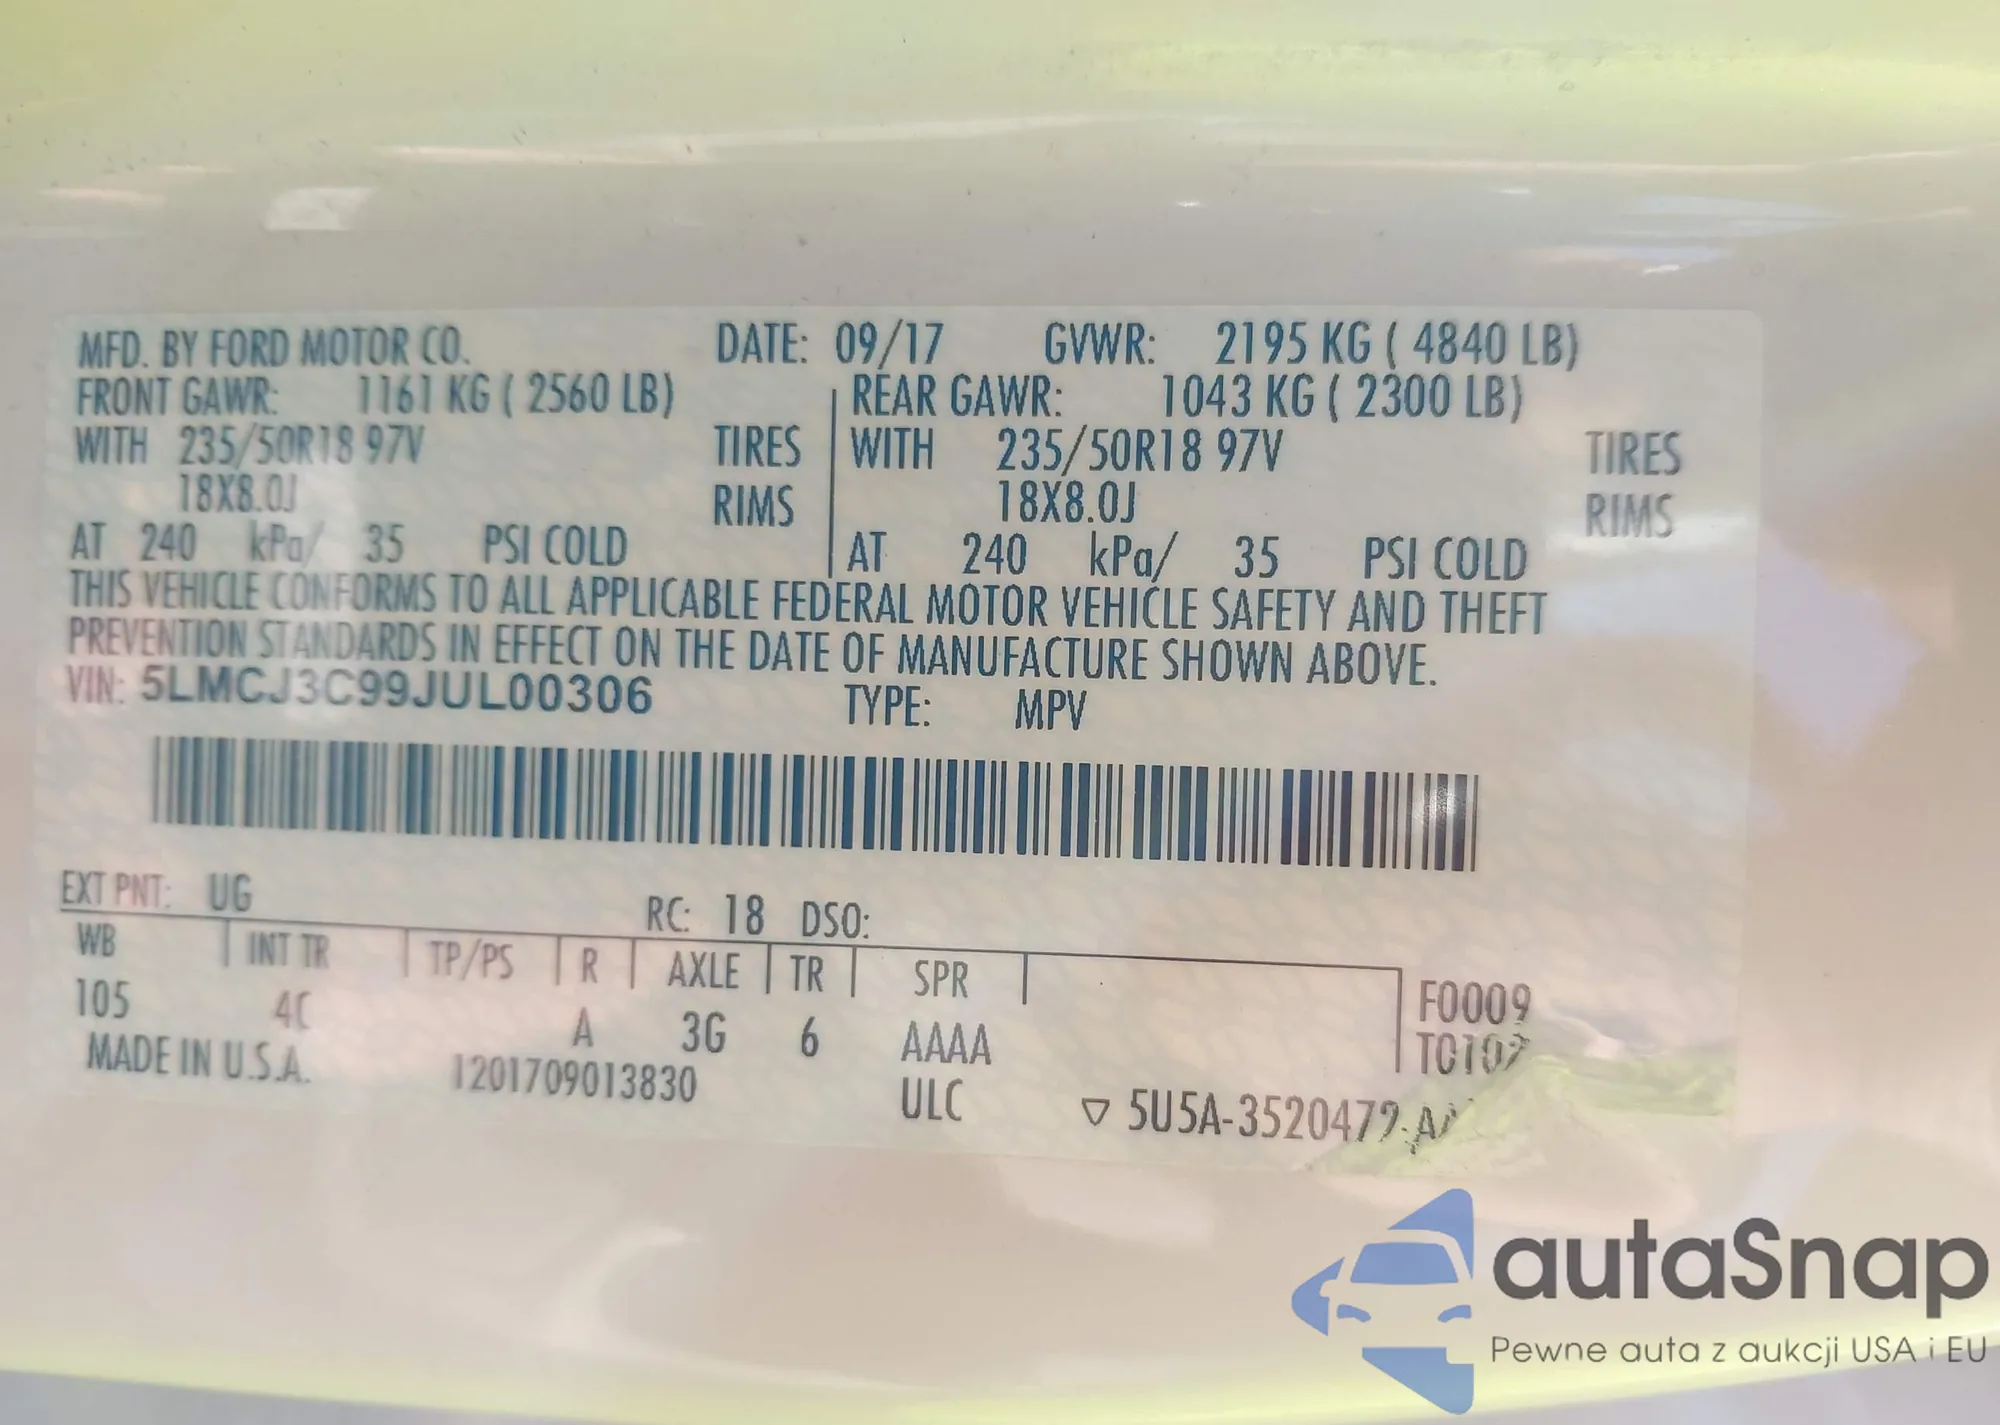 MFD. BY FORD MOTOR CO. DATE: 09/17 GVWR: 2195 KG ( 4840 LB)
FRONT GAWR: 1161 KG ( 2560 LB) REAR GAWR: 1043 KG ( 2300 LB)
WITH 235/50R18 97V TIRES WITH 235/50R18 97V TIRES
18X8.0J RIMS 18X8.0J RIMS
AT 240 kPa/ 35 PSI COLD AT 240 kPa/ 35 PSI COLD
THIS VEHICLE CONFORMS TO ALL APPLICABLE FEDERAL MOTOR VEHICLE SAFETY AND THEFT
PREVENTION STANDARDS IN EFFECT ON THE DATE OF MANUFACTURE SHOWN ABOVE.
VIN: 5LMCJ3C99JUL00306 TYPE: MPV
EXT PNT: UG RC: 18 DSO:
WB INT TR TP/PS R AXLE TR SPR
105 4C A 3G 6 AAAA
F0009
MADE IN U.S.A. 1201709013830 ULC ▽
autaSnap
Pewne auta z aukcji USA i EU